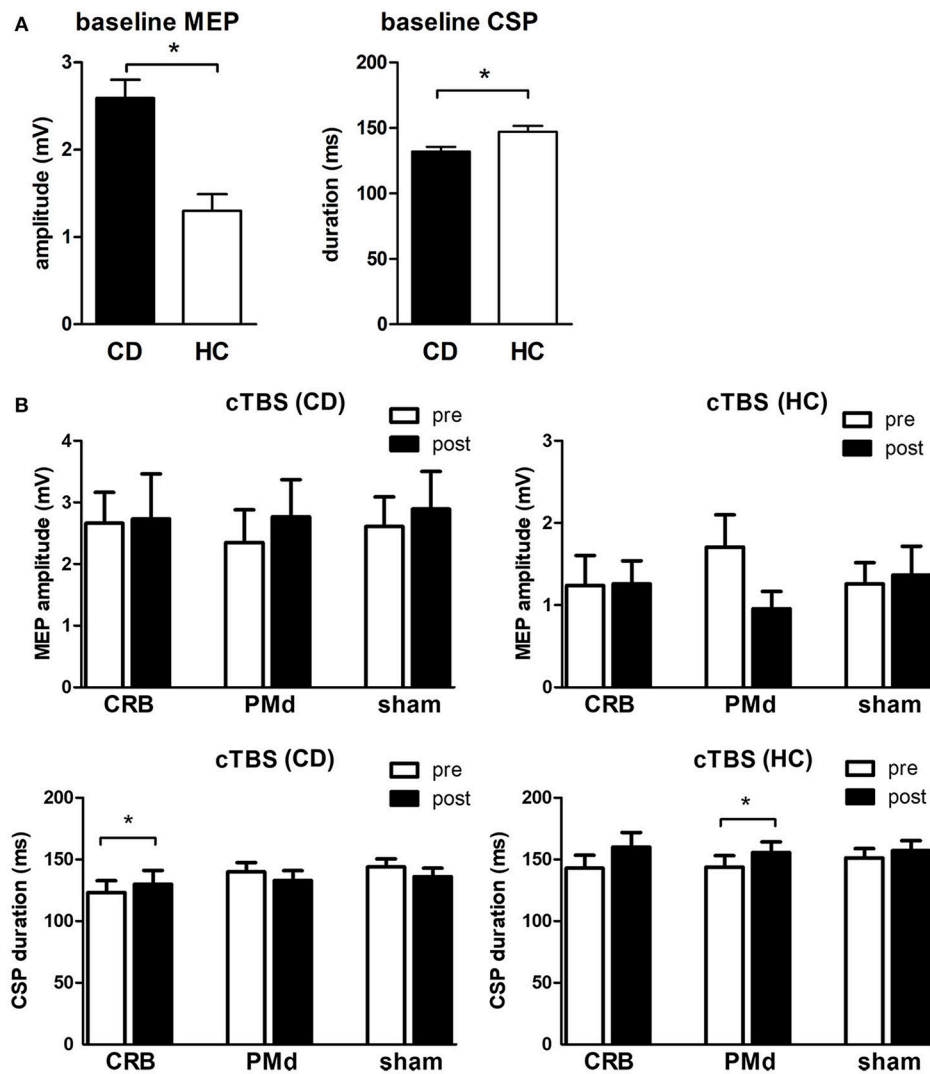 A
baseline MEP
baseline CSP
*
*
amplitude (mV)
3
2
1
0
CD HC
duration (ms)
200
150
100
50
0
CD HC
B
cTBS (CD)
pre
post
MEP amplitude (mV)
4
3
2
1
0
CRB PMd sham
cTBS (HC)
pre
post
MEP amplitude (mV)
3
2
1
0
CRB PMd sham
cTBS (CD)
pre
post
*
CSP duration (ms)
200
150
100
50
0
CRB PMd sham
cTBS (HC)
pre
post
*
CSP duration (ms)
200
150
100
50
0
CRB PMd sham